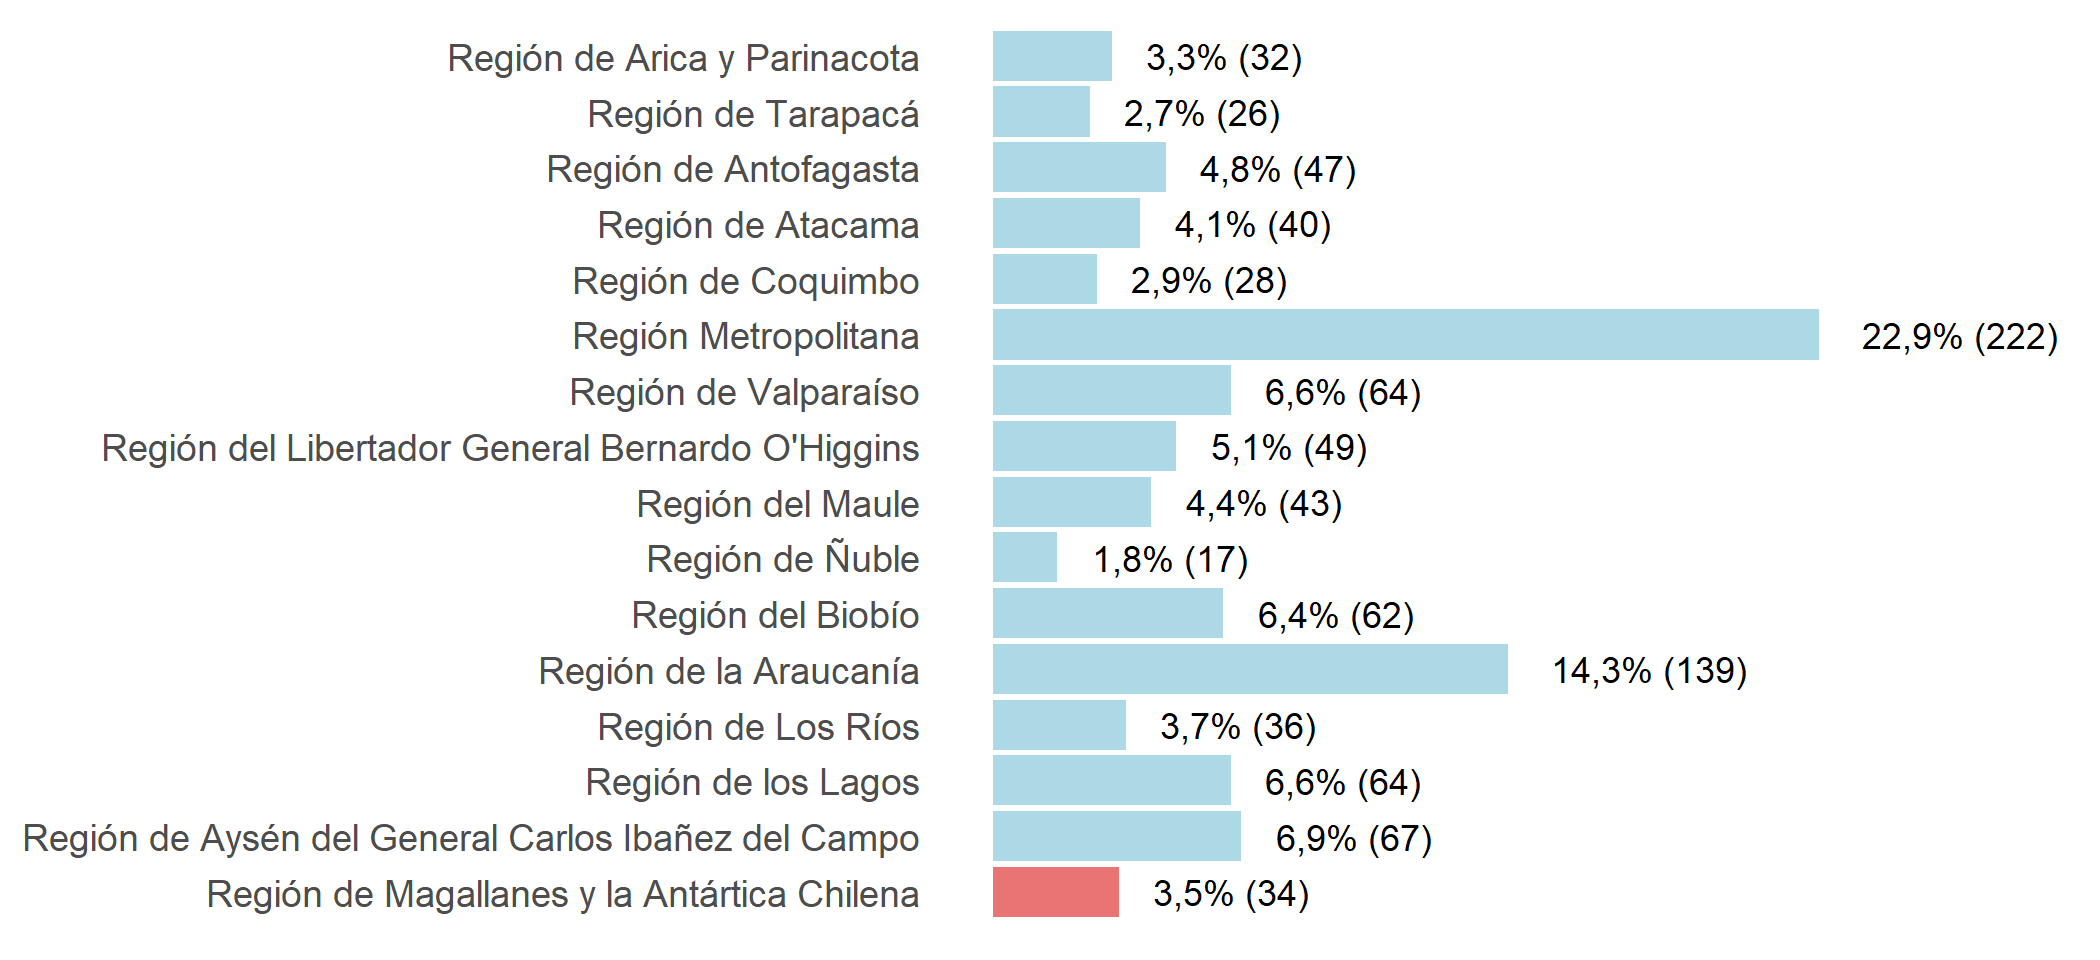 Región de Arica y Parinacota 3,3% (32)
Región de Tarapacá 2,7% (26)
Región de Antofagasta 4,8% (47)
Región de Atacama 4,1% (40)
Región de Coquimbo 2,9% (28)
Región Metropolitana 22,9% (222)
Región de Valparaíso 6,6% (64)
Región del Libertador General Bernardo O'Higgins 5,1% (49)
Región del Maule 4,4% (43)
Región de Ñuble 1,8% (17)
Región del Biobío 6,4% (62)
Región de la Araucanía 14,3% (139)
Región de Los Ríos 3,7% (36)
Región de los Lagos 6,6% (64)
Región de Aysén del General Carlos Ibañez del Campo 6,9% (67)
Región de Magallanes y la Antártica Chilena 3,5% (34)